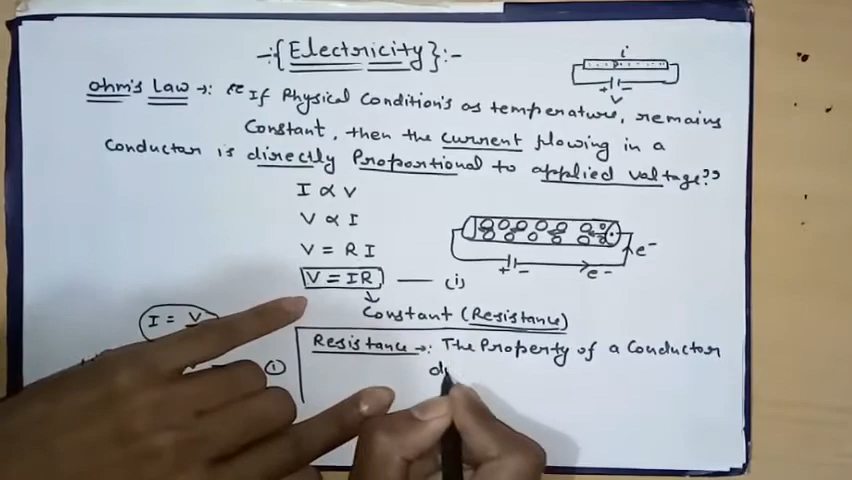 -:{Electricity}:-
i
+ -
V
ohm's Law →: "If Physical Condition's as temperature, remains
Constant, then the current flowing in a
Conductor is directly Proportional to applied voltage."
I ∝ V
V ∝ I
V = R I
V = IR —— (i)
+ - e⁻ e⁻
Constant (Resistance)
I = V
①
Resistance →: The Property of a Conductor